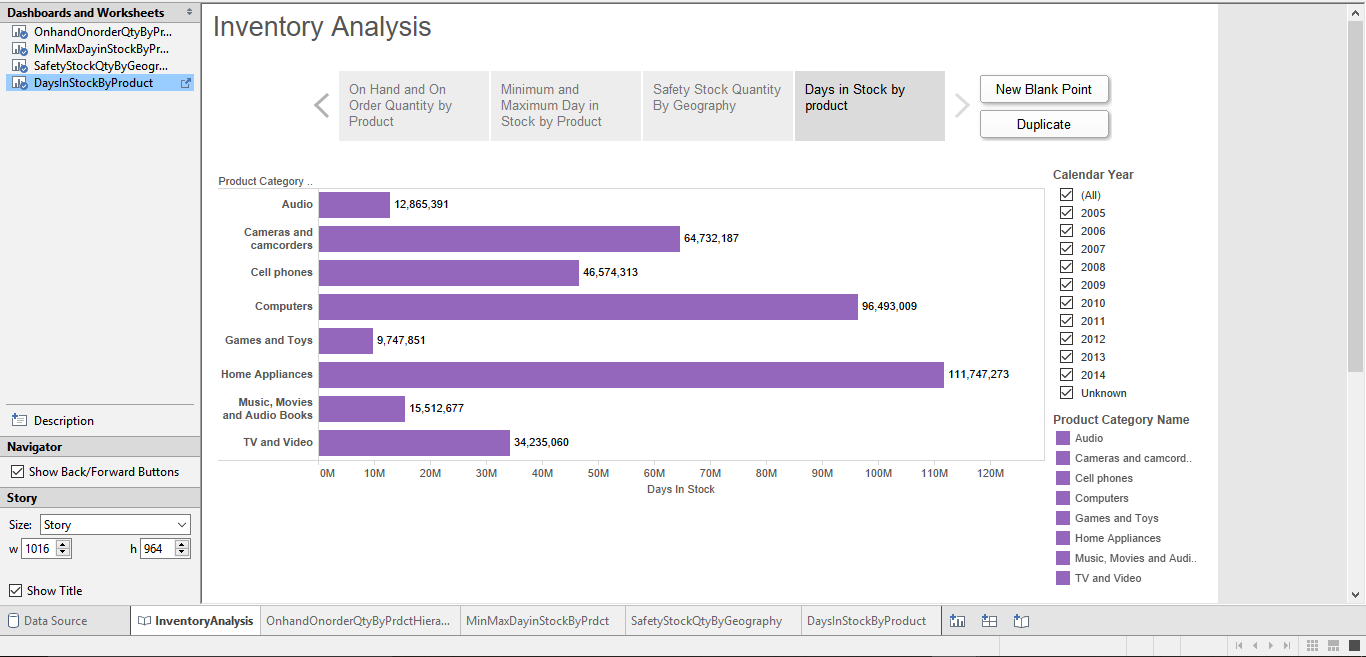 Dashboards and Worksheets
OnhandOnorderQtyByPr...
MinMaxDayinStockByPr...
SafetyStockQtyByGeogr...
DaysInStockByProduct
Description
Navigator
Show Back/Forward Buttons
Story
Size: Story
w 1016 h 964
Show Title
Inventory Analysis
On Hand and On
Order Quantity by
Product
Minimum and
Maximum Day in
Stock by Product
Safety Stock Quantity
By Geography
Days in Stock by
product
New Blank Point
Duplicate
Product Category ..
Audio 12,865,391
Cameras and
camcorders 64,732,187
Cell phones 46,574,313
Computers 96,493,009
Games and Toys 9,747,851
Home Appliances 111,747,273
Music, Movies
and Audio Books 15,512,677
TV and Video 34,235,060
0M 10M 20M 30M 40M 50M 60M 70M 80M 90M 100M 110M 120M
Days In Stock
Calendar Year
(All)
2005
2006
2007
2008
2009
2010
2011
2012
2013
2014
Unknown
Product Category Name
Audio
Cameras and camcord..
Cell phones
Computers
Games and Toys
Home Appliances
Music, Movies and Audi..
TV and Video
Data Source InventoryAnalysis OnhandOnorderQtyByPrdctHiera... MinMaxDayinStockByPrdct SafetyStockQtyByGeography DaysInStockByProduct